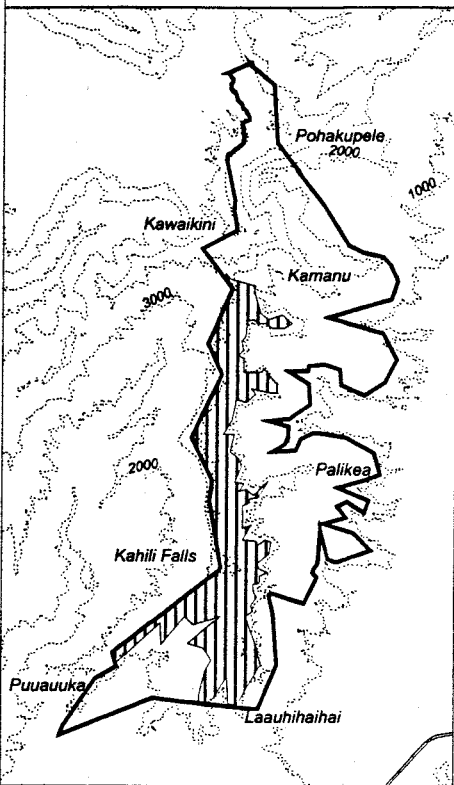 Pohakupele
2000
1000
Kawaikini
Kamanu
3000
2000
Palikea
Kahili Falls
Puuauuka
Laauhihaihai